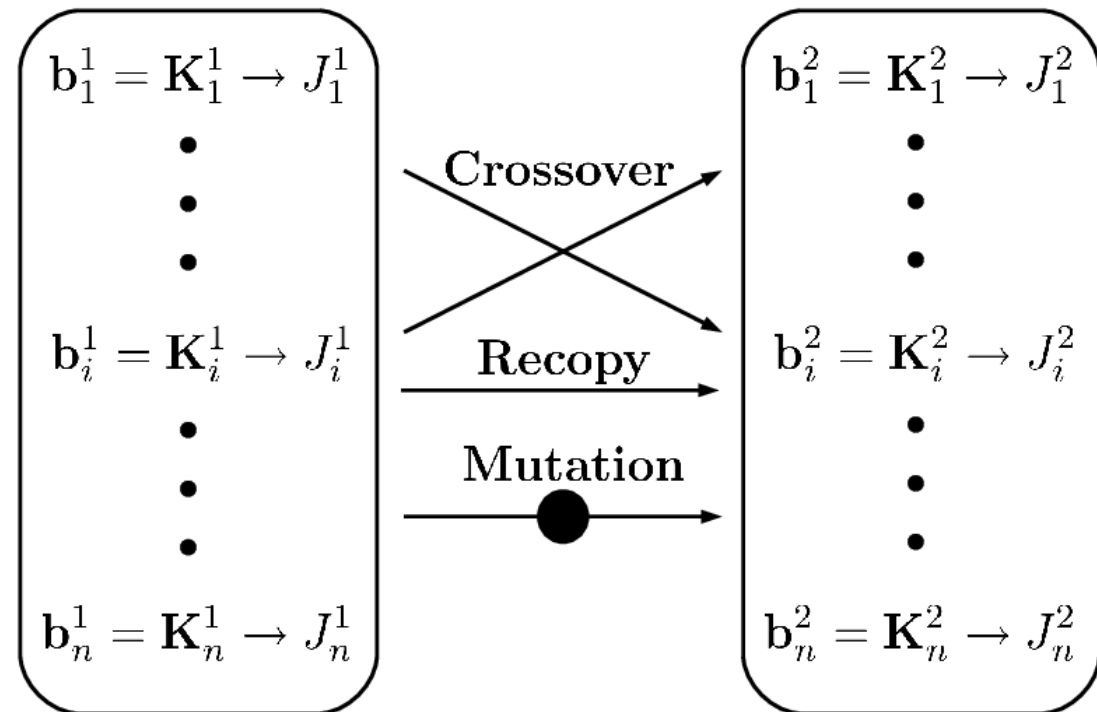 b_1^1 = K_1^1 → J_1^1
b_i^1 = K_i^1 → J_i^1
b_n^1 = K_n^1 → J_n^1
Crossover
Recopy
Mutation
b_1^2 = K_1^2 → J_1^2
b_i^2 = K_i^2 → J_i^2
b_n^2 = K_n^2 → J_n^2